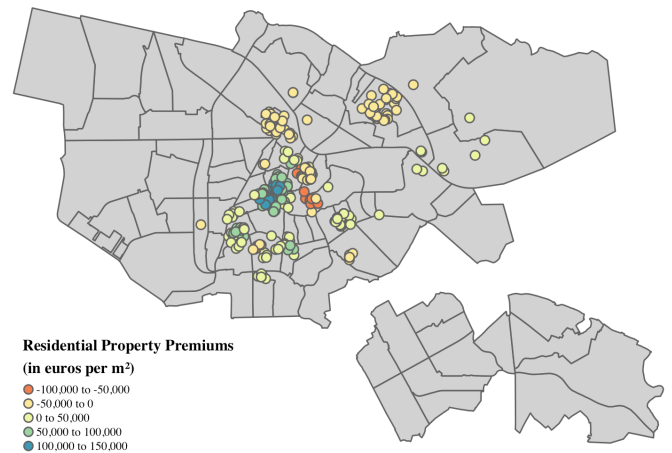 Residential Property Premiums
(in euros per m²)
-100,000 to -50,000
-50,000 to 0
0 to 50,000
50,000 to 100,000
100,000 to 150,000